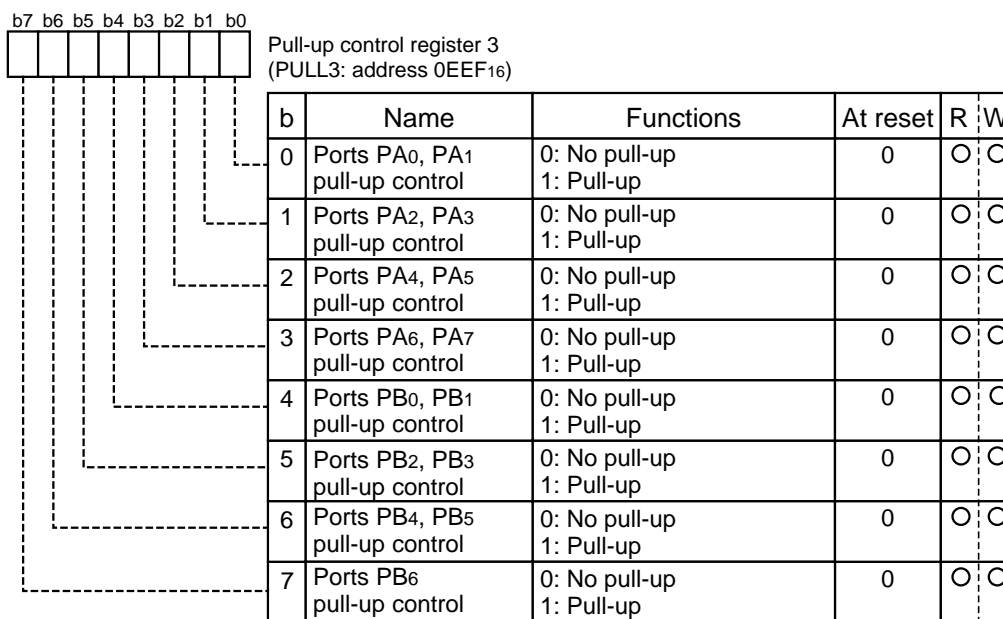 b7 b6 b5 b4 b3 b2 b1 b0
Pull-up control register 3
(PULL3: address 0EEF16)
b Name Functions At reset R W
0 Ports PA0, PA1 0: No pull-up 0 O O
pull-up control 1: Pull-up
1 Ports PA2, PA3 0: No pull-up 0 O O
pull-up control 1: Pull-up
2 Ports PA4, PA5 0: No pull-up 0 O O
pull-up control 1: Pull-up
3 Ports PA6, PA7 0: No pull-up 0 O O
pull-up control 1: Pull-up
4 Ports PB0, PB1 0: No pull-up 0 O O
pull-up control 1: Pull-up
5 Ports PB2, PB3 0: No pull-up 0 O O
pull-up control 1: Pull-up
6 Ports PB4, PB5 0: No pull-up 0 O O
pull-up control 1: Pull-up
7 Ports PB6 0: No pull-up 0 O O
pull-up control 1: Pull-up